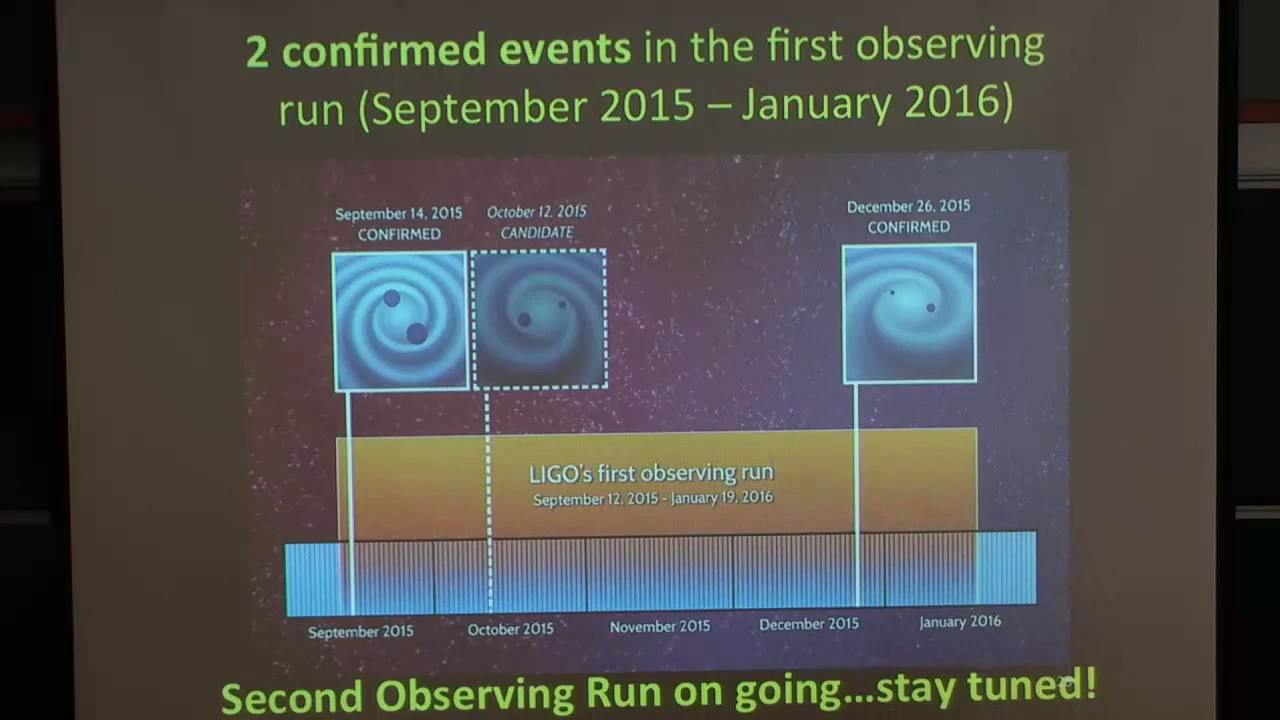 2 confirmed events in the first observing
run (September 2015 – January 2016)
September 14, 2015
CONFIRMED
October 12, 2015
CANDIDATE
December 26, 2015
CONFIRMED
LIGO's first observing run
September 12, 2015 - January 19, 2016
September 2015
October 2015
November 2015
December 2015
January 2016
Second Observing Run on going...stay tuned!